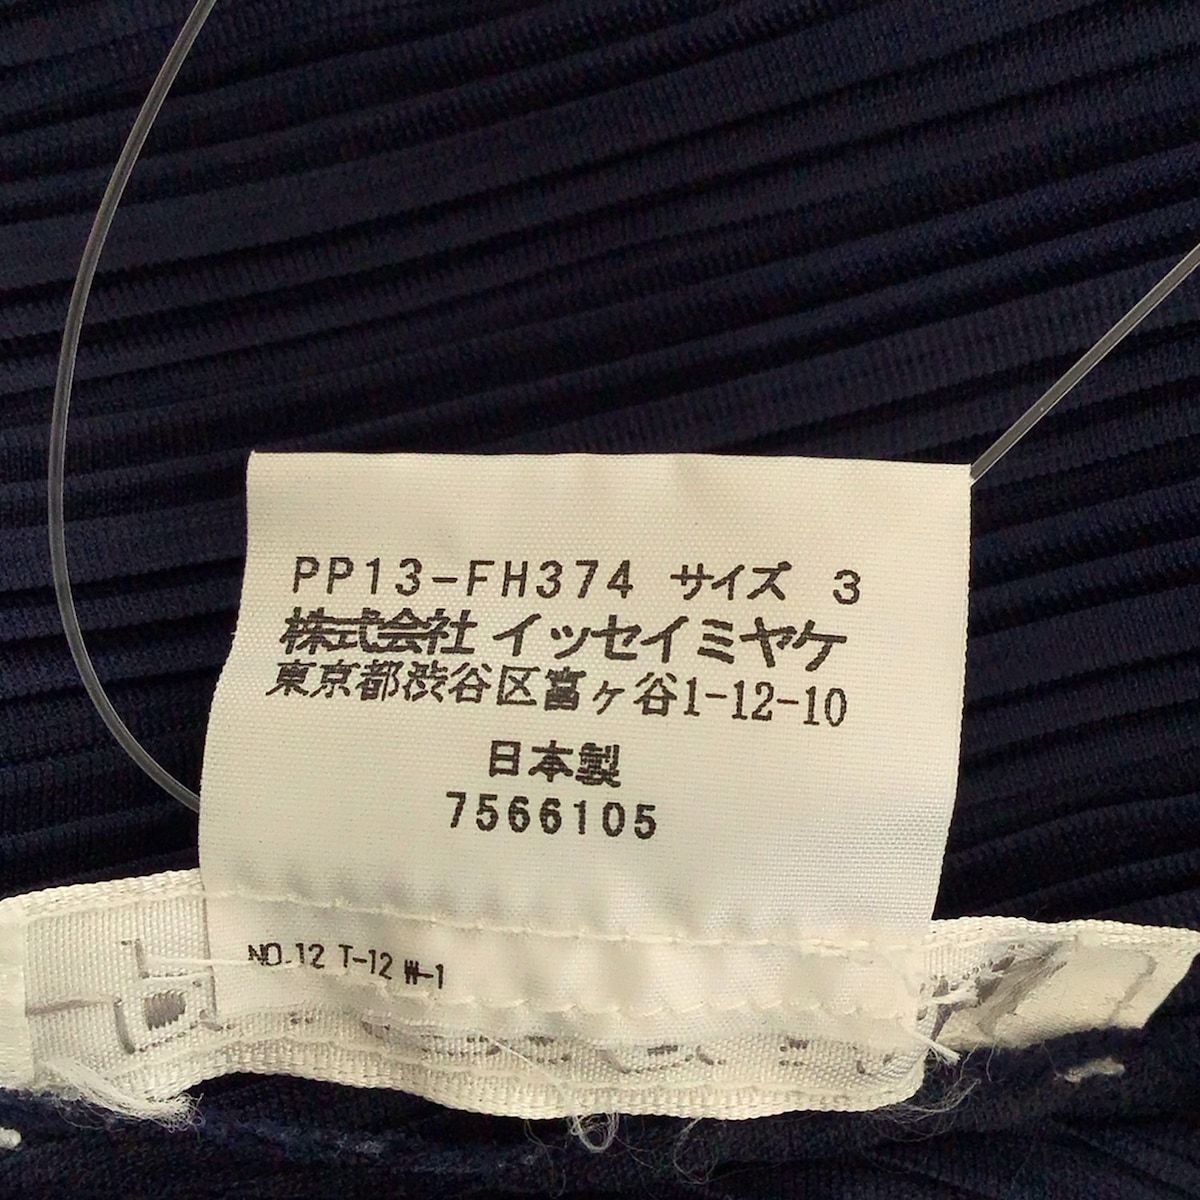 PP13-FH374 サイズ 3
株式会社 イッセイミヤケ
東京都渋谷区富ヶ谷1-12-10
日本製
7566105
NO.12 T-12 W-1